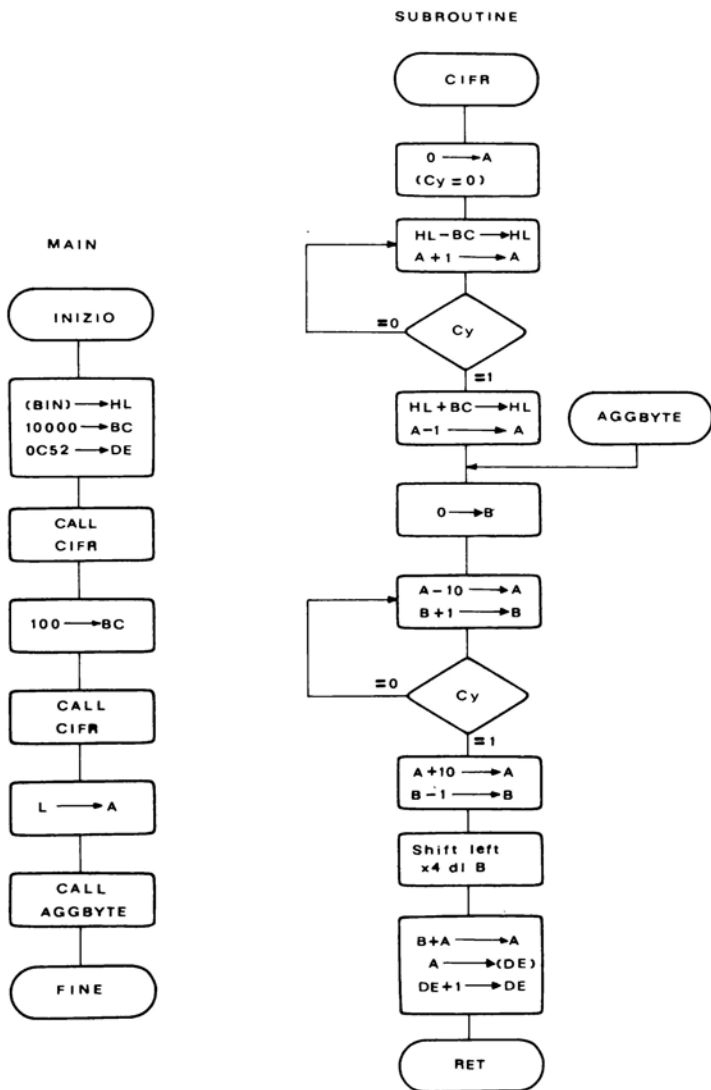 MAIN
INIZIO
(BIN) → HL
10000 → BC
0C52 → DE
CALL
CIFR
100 → BC
CALL
CIFR
L → A
CALL
AGGBYTE
FINE
SUBROUTINE
CIFR
0 → A
(Cy = 0)
HL − BC → HL
A + 1 → A
=0
Cy
=1
HL + BC → HL
A − 1 → A
AGGBYTE
0 → B
A − 10 → A
B + 1 → B
=0
Cy
=1
A + 10 → A
B − 1 → B
Shift left
x4 dl B
B + A → A
A → (DE)
DE + 1 → DE
RET